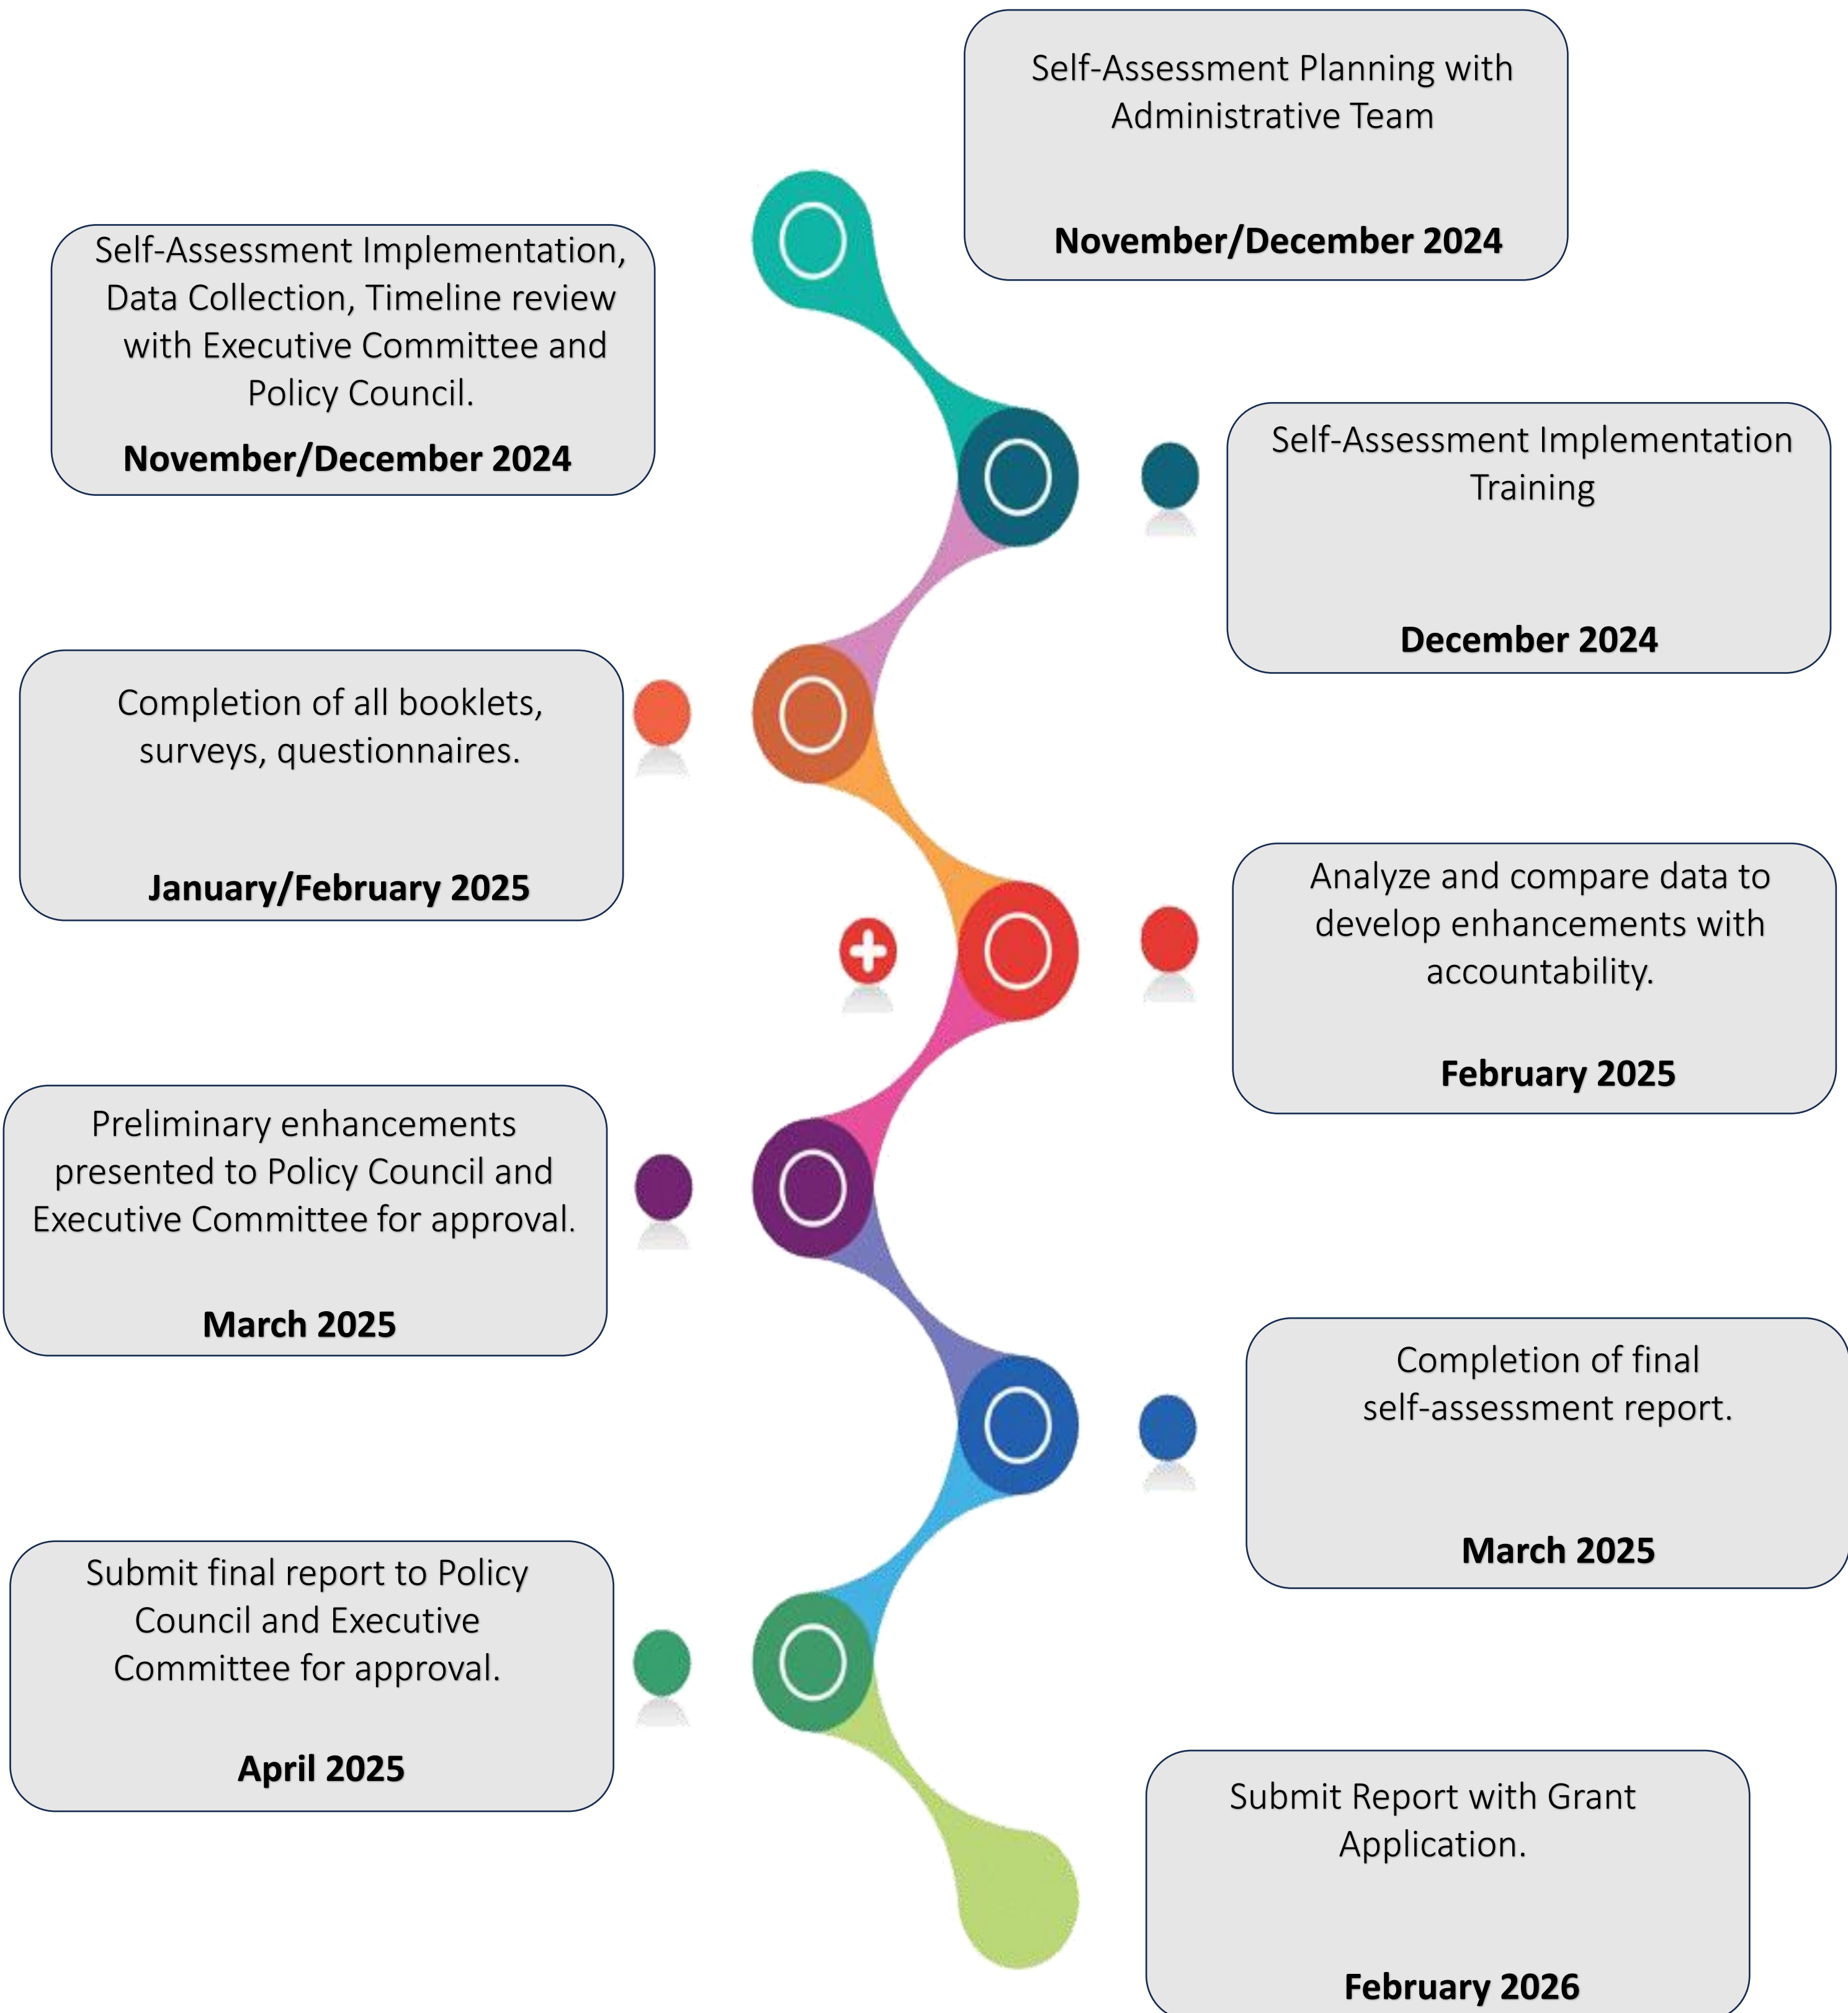 Self-Assessment Planning with
Administrative Team
November/December 2024
Self-Assessment Implementation,
Data Collection, Timeline review
with Executive Committee and
Policy Council.
November/December 2024
Self-Assessment Implementation
Training
December 2024
Completion of all booklets,
surveys, questionnaires.
January/February 2025
Analyze and compare data to
develop enhancements with
accountability.
February 2025
Preliminary enhancements
presented to Policy Council and
Executive Committee for approval.
March 2025
Completion of final
self-assessment report.
March 2025
Submit final report to Policy
Council and Executive
Committee for approval.
April 2025
Submit Report with Grant
Application.
February 2026